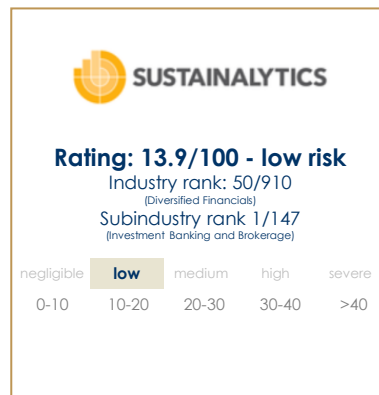 SUSTAINALYTICS
Rating: 13.9/100 - low risk
Industry rank: 50/910
(Diversified Financials)
Subindustry rank 1/147
(Investment Banking and Brokerage)
negligible low medium high severe
0-10 10-20 20-30 30-40 >40